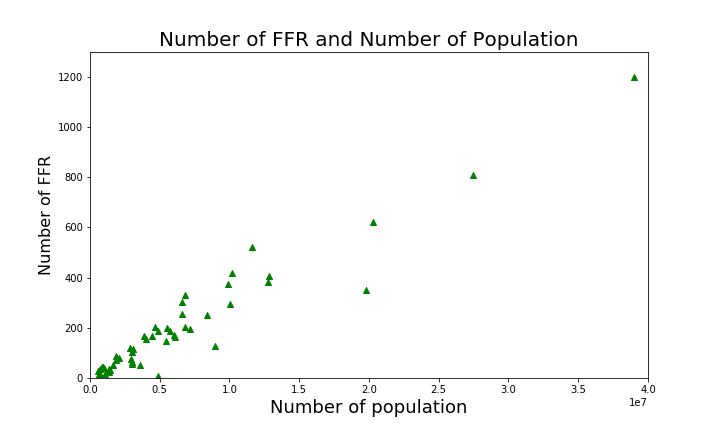 Number of FFR and Number of Population
Number of FFR
1200
1000
800
600
400
200
0
0.0 0.5 1.0 1.5 2.0 2.5 3.0 3.5 4.0
1e7
Number of population